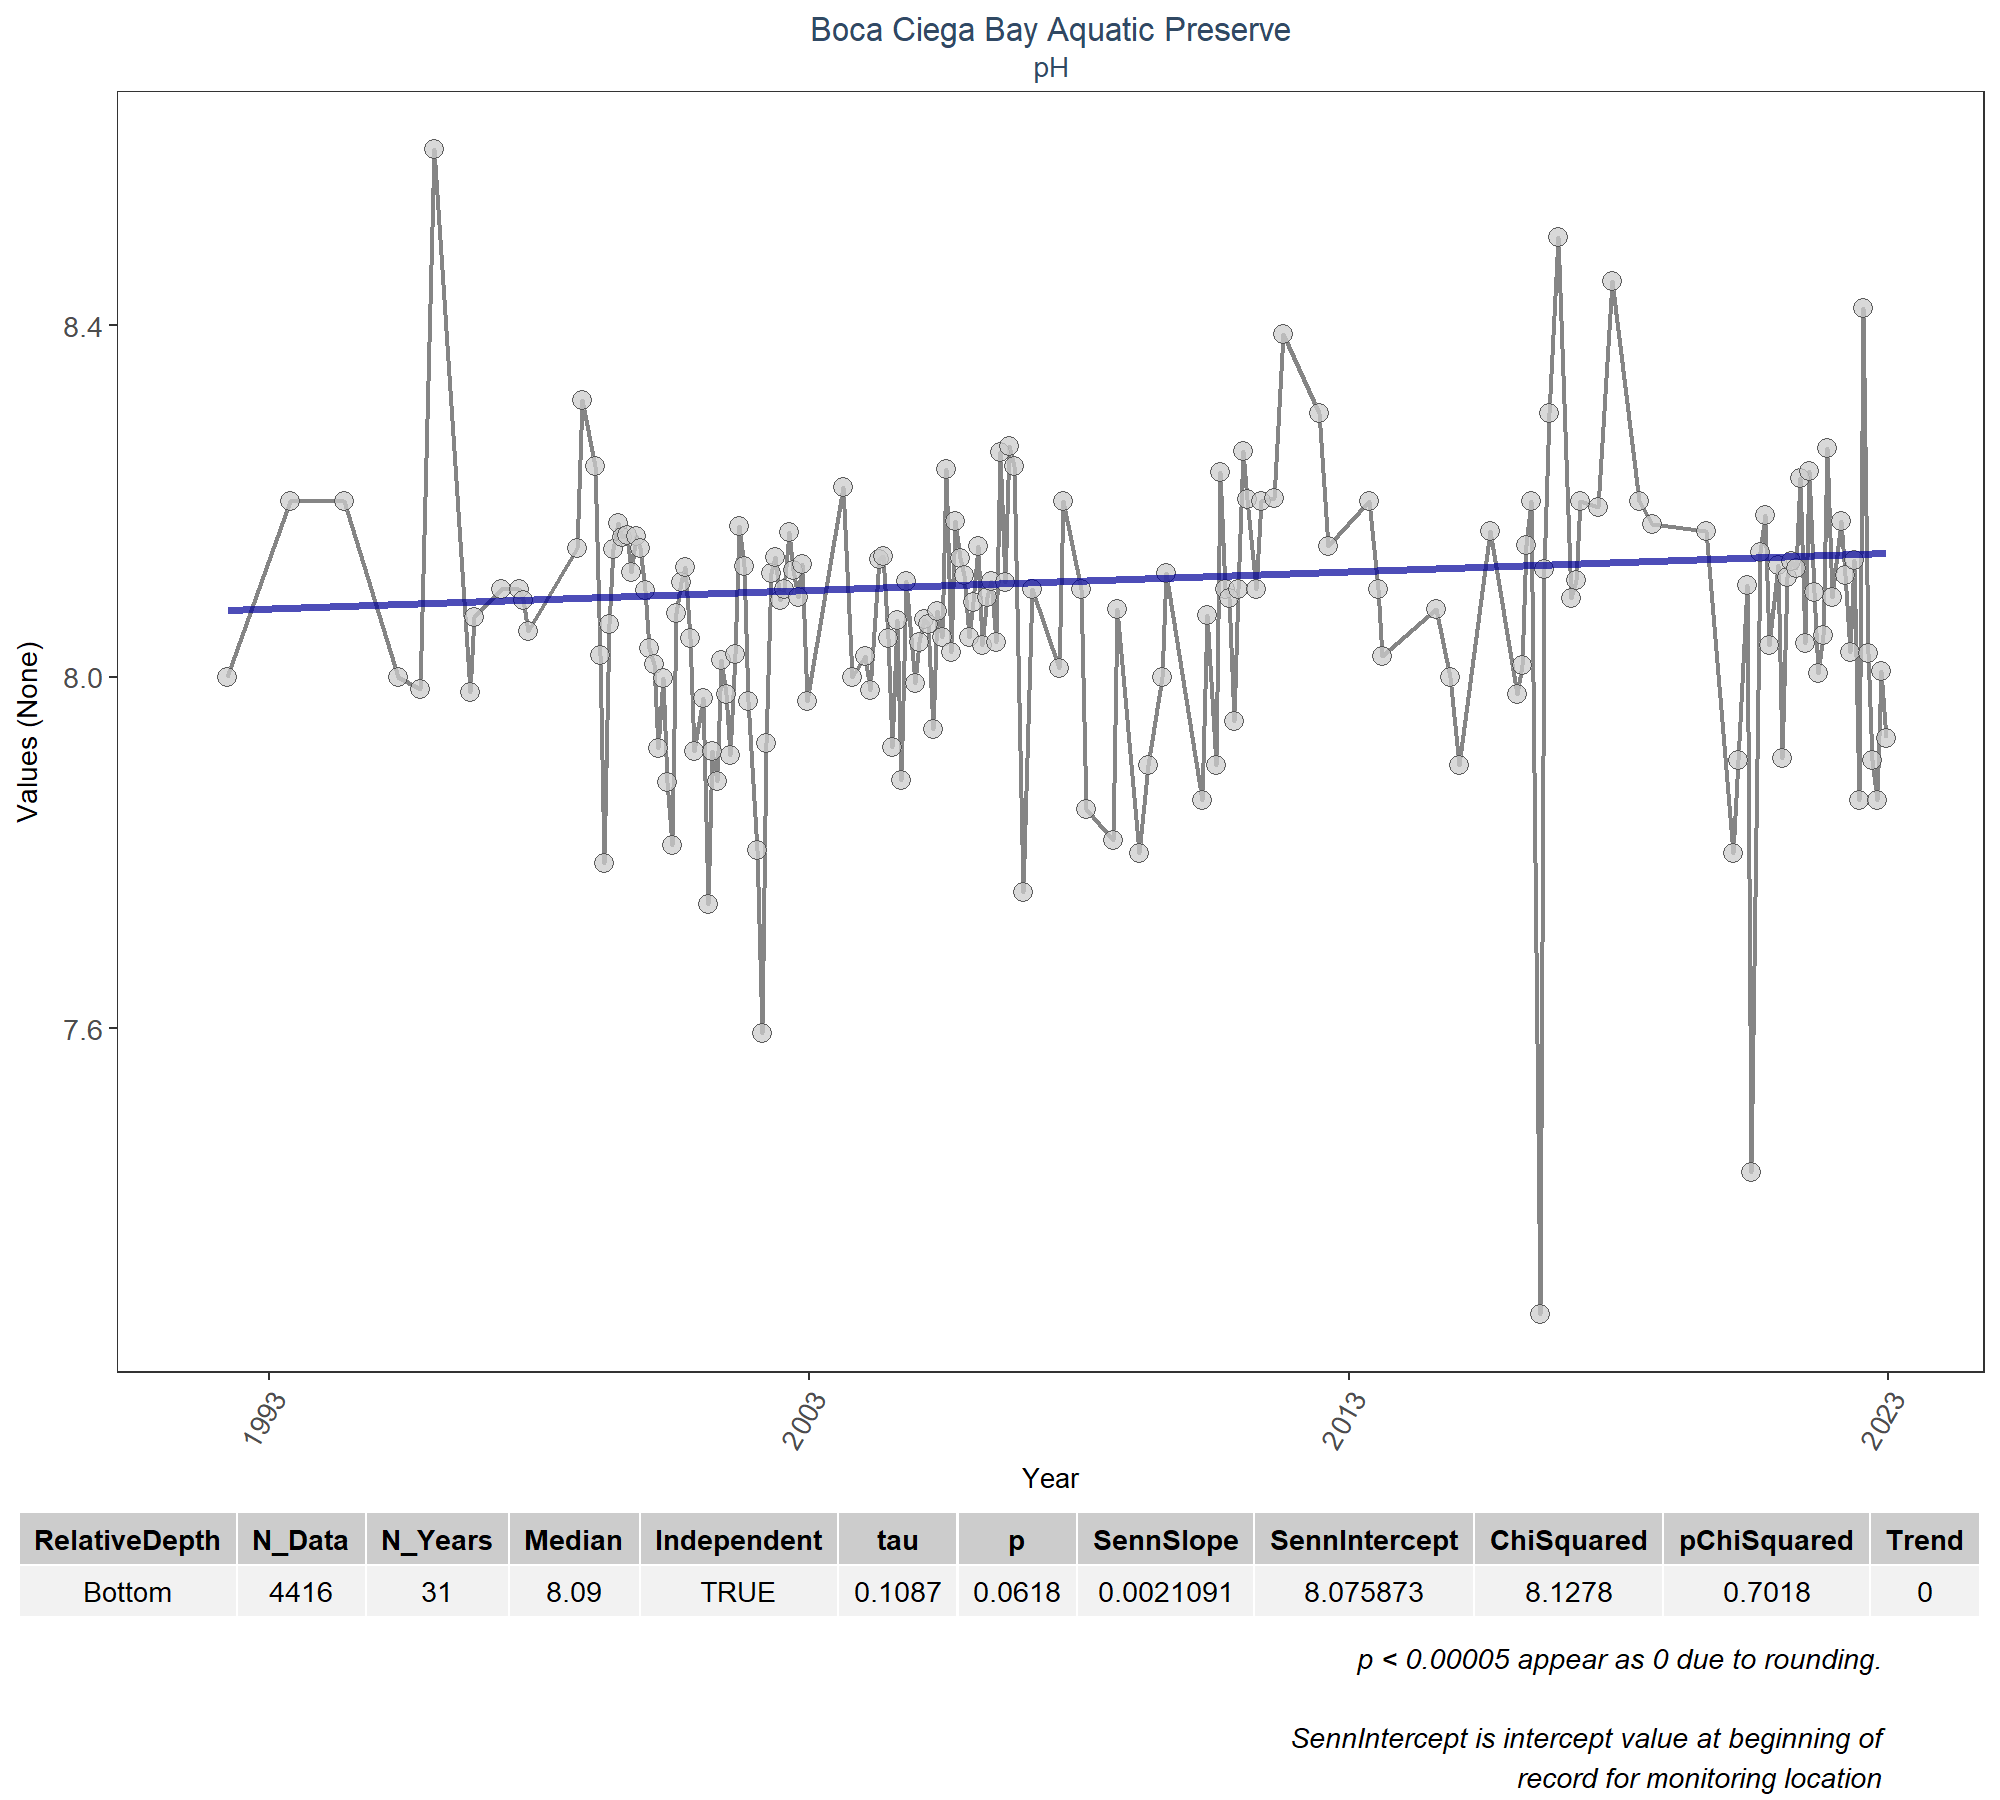 Boca Ciega Bay Aquatic Preserve
pH
8.4
8.0
7.6
Values (None)
1993
2003
2013
2023
Year
RelativeDepth N_Data N_Years Median Independent tau p SennSlope SennIntercept ChiSquared pChiSquared Trend
Bottom 4416 31 8.09 TRUE 0.1087 0.0618 0.0021091 8.075873 8.1278 0.7018 0
p < 0.00005 appear as 0 due to rounding.
SennIntercept is intercept value at beginning of
record for monitoring location